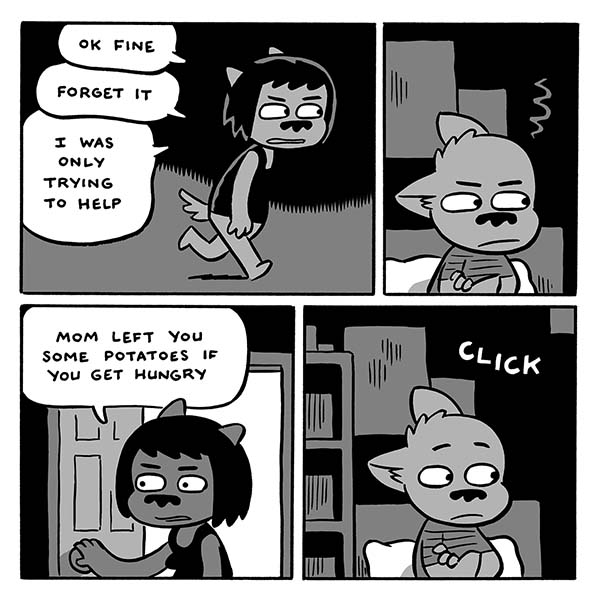 OK FINE
FORGET IT
I WAS
ONLY
TRYING
TO HELP
MOM LEFT YOU
SOME POTATOES IF
YOU GET HUNGRY
CLICK